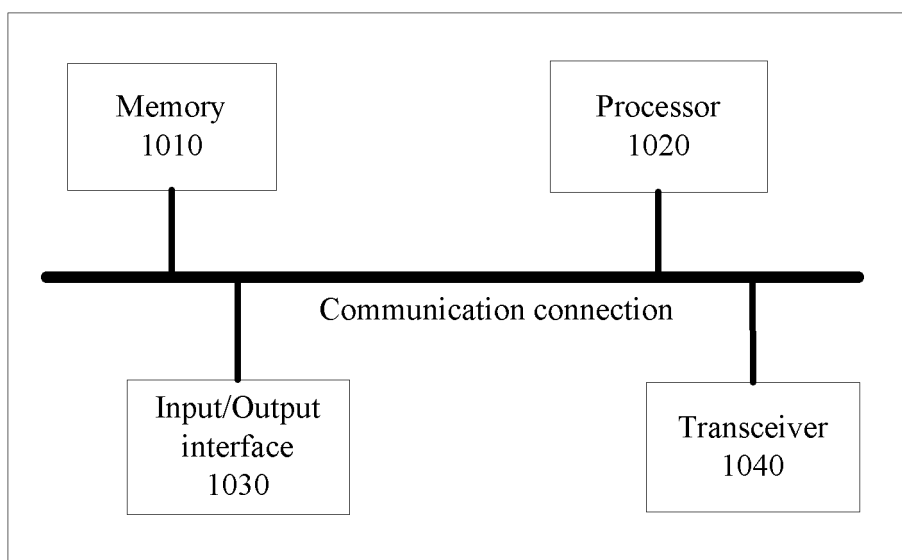 Memory
1010
Processor
1020
Communication connection
Input/Output
interface
1030
Transceiver
1040